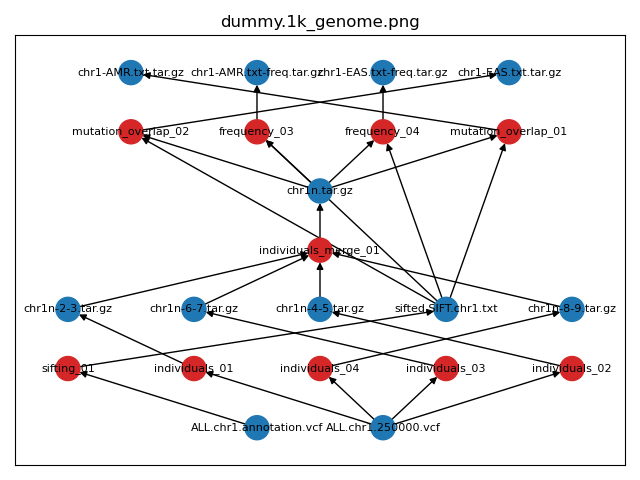 dummy.1k_genome.png
chr1-AMR.txt.tar.gz chr1-AMR.txt-freq.tar.gz chr1-EAS.txt-freq.tar.gz chr1-EAS.txt.tar.gz
mutation_overlap_02 frequency_03 frequency_04 mutation_overlap_01
chr1n.tar.gz
individuals_merge_01
chr1n-2-3.tar.gz chr1n-6-7.tar.gz chr1n-4-5.tar.gz sifted.SIFT.chr1.txt chr1n-8-9.tar.gz
sifting_01 individuals_01 individuals_04 individuals_03 individuals_02
ALL.chr1.annotation.vcf ALL.chr1.250000.vcf